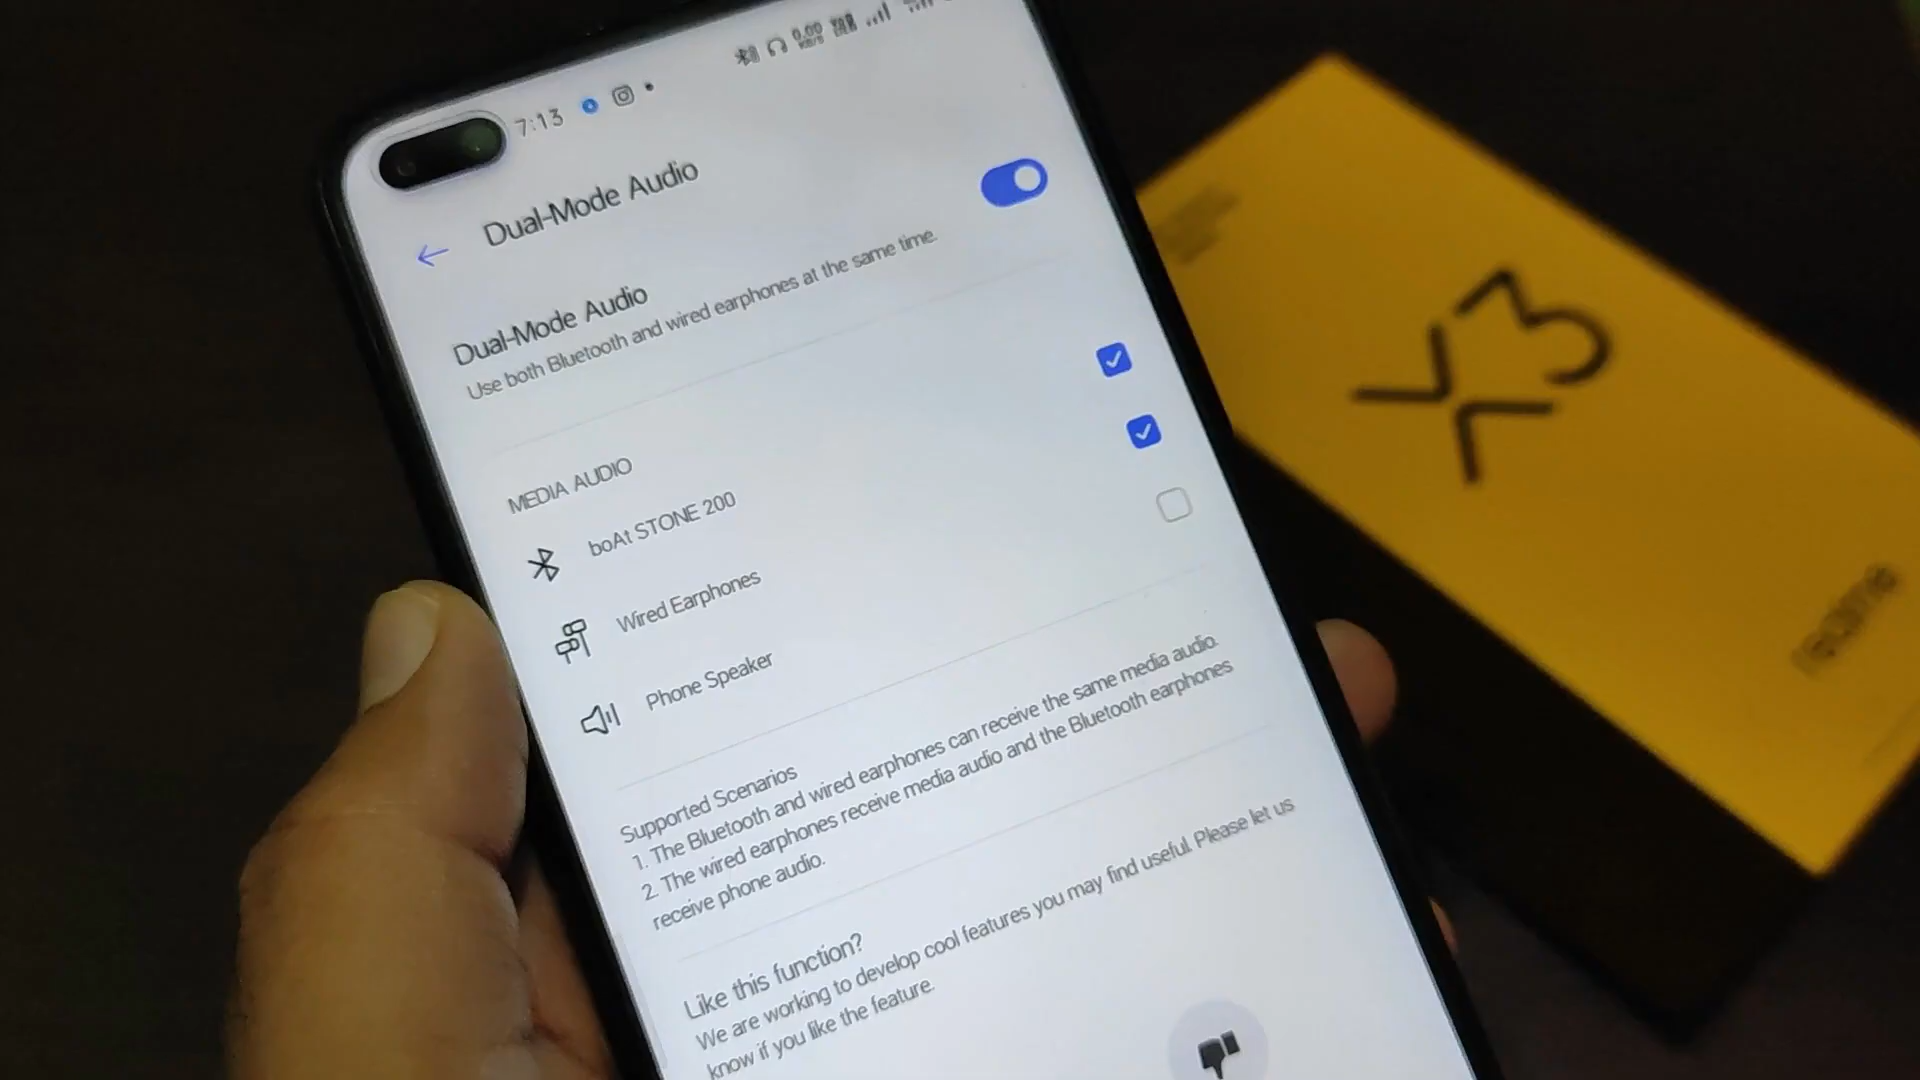 7:13
0.00
KB/S
Dual-Mode Audio
Dual-Mode Audio
Use both Bluetooth and wired earphones at the same time.
MEDIA AUDIO
boAt STONE 200
Wired Earphones
Phone Speaker
Supported Scenarios
1. The Bluetooth and wired earphones can receive the same media audio.
2. The wired earphones receive media audio and the Bluetooth earphones
receive phone audio.
Like this function?
We are working to develop cool features you may find useful. Please let us
know if you like the feature.
X3
realme